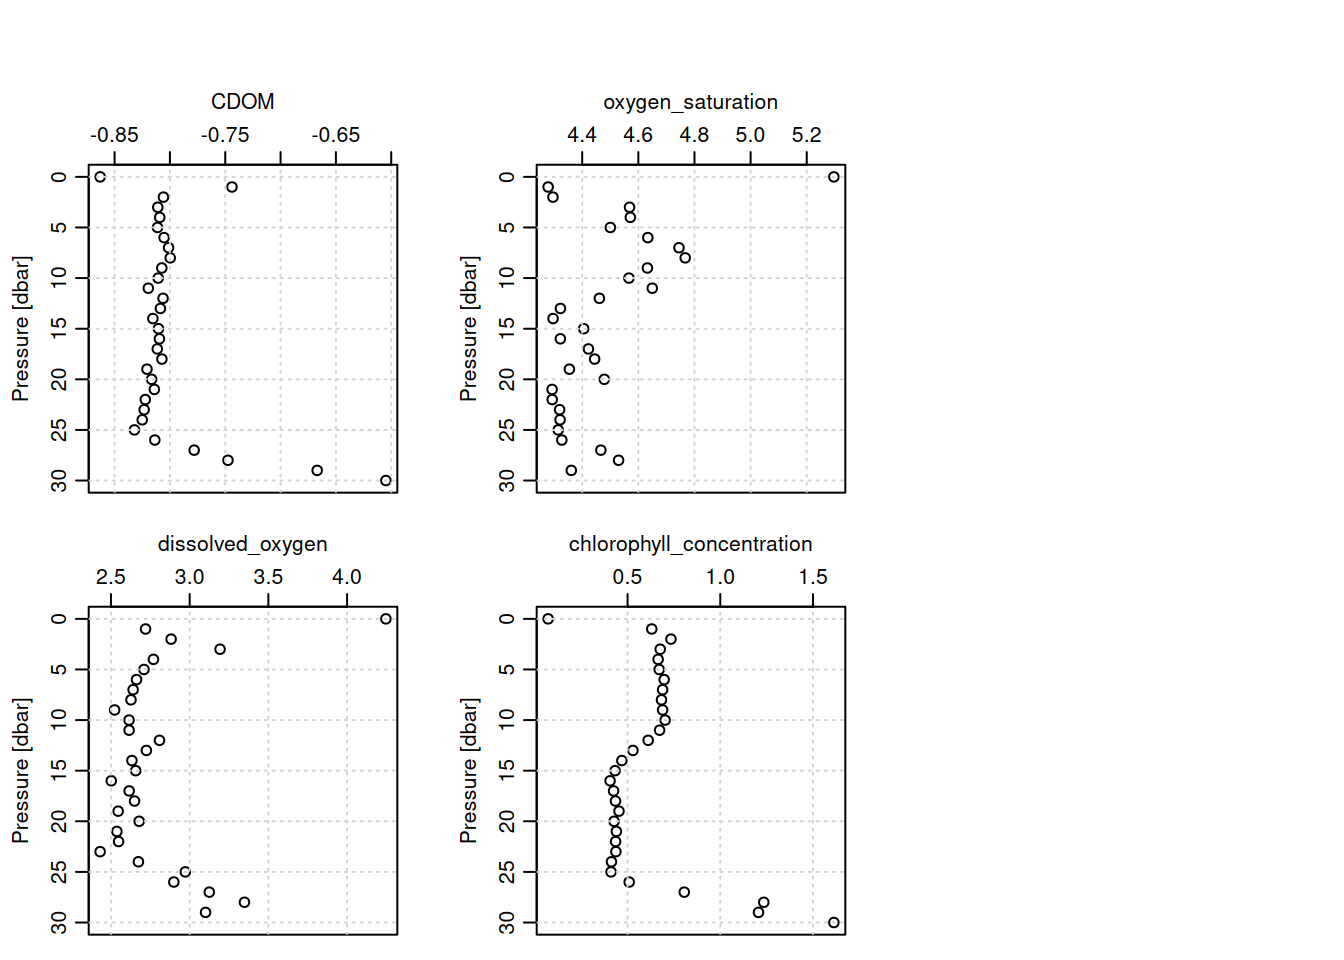 CDOM
-0.85 -0.75 -0.65
0
5
10
15
20
25
30
Pressure [dbar]
oxygen_saturation
4.4 4.6 4.8 5.0 5.2
0
5
10
15
20
25
30
Pressure [dbar]
dissolved_oxygen
2.5 3.0 3.5 4.0
0
5
10
15
20
25
30
Pressure [dbar]
chlorophyll_concentration
0.5 1.0 1.5
0
5
10
15
20
25
30
Pressure [dbar]